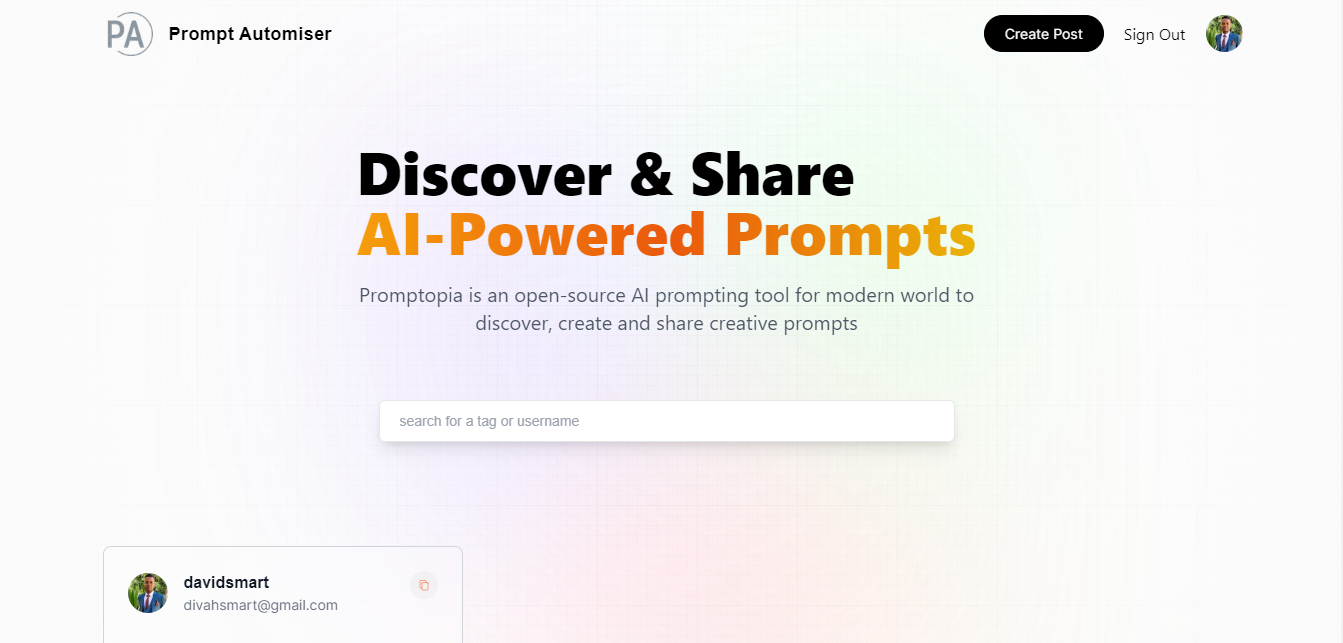 PA Prompt Automiser
Create Post
Sign Out
Discover & Share
AI-Powered Prompts
Promptopia is an open-source AI prompting tool for modern world to
discover, create and share creative prompts
search for a tag or username
davidsmart
divahsmart@gmail.com